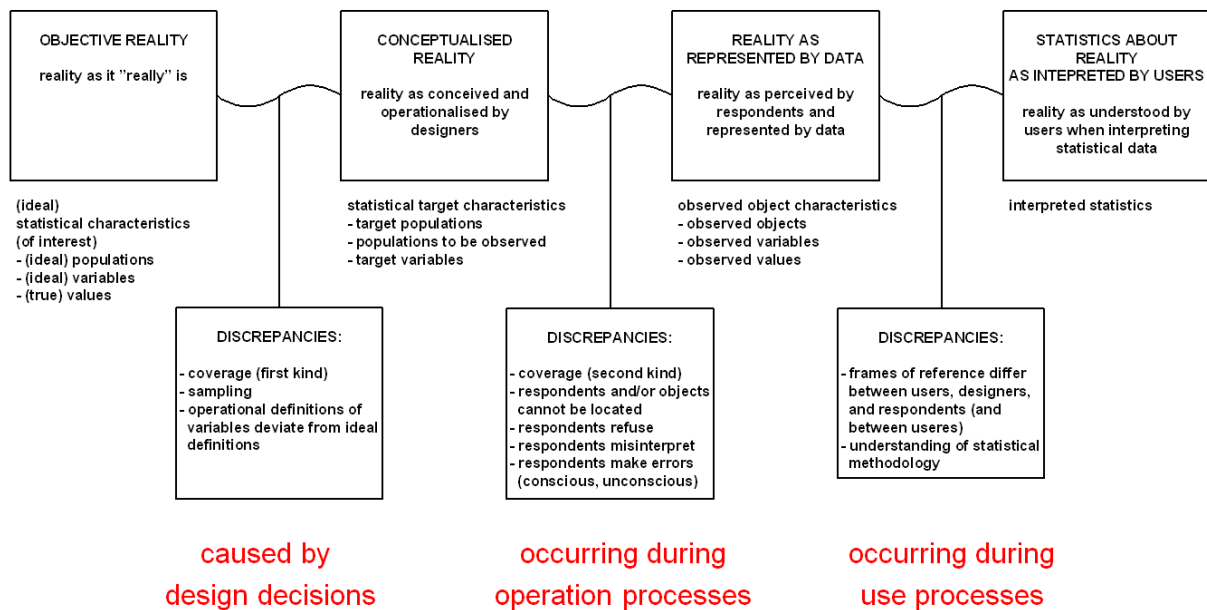 OBJECTIVE REALITY
reality as it ”really” is
CONCEPTUALISED
REALITY
reality as conceived and
operationalised by
designers
REALITY AS
REPRESENTED BY DATA
reality as perceived by
respondents and
represented by data
STATISTICS ABOUT
REALITY
AS INTEPRETED BY USERS
reality as understood by
users when interpreting
statistical data
(ideal)
statistical characteristics
(of interest)
- (ideal) populations
- (ideal) variables
- (true) values
statistical target characteristics
- target populations
- populations to be observed
- target variables
observed object characteristics
- observed objects
- observed variables
- observed values
interpreted statistics
DISCREPANCIES:
- coverage (first kind)
- sampling
- operational definitions of
variables deviate from ideal
definitions
DISCREPANCIES:
- coverage (second kind)
- respondents and/or objects
cannot be located
- respondents refuse
- respondents misinterpret
- respondents make errors
(conscious, unconscious)
DISCREPANCIES:
- frames of reference differ
between users, designers,
and respondents (and
between useres)
- understanding of statistical
methodology
caused by
design decisions
occurring during
operation processes
occurring during
use processes